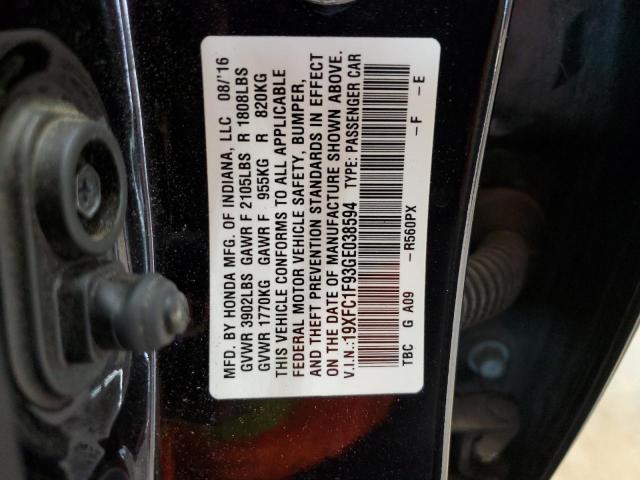 MFD. BY HONDA MFG. OF INDIANA, LLC 08/'16
GVWR 3902LBS GAWR F 2105LBS R 1808LBS
GVWR 1770KG GAWR F 955KG R 820KG
THIS VEHICLE CONFORMS TO ALL APPLICABLE
FEDERAL MOTOR VEHICLE SAFETY, BUMPER,
AND THEFT PREVENTION STANDARDS IN EFFECT
ON THE DATE OF MANUFACTURE SHOWN ABOVE.
V.I.N.:19XFC1F93GE038594 TYPE: PASSENGER CAR
TBC G A09 -R560PX -F -E